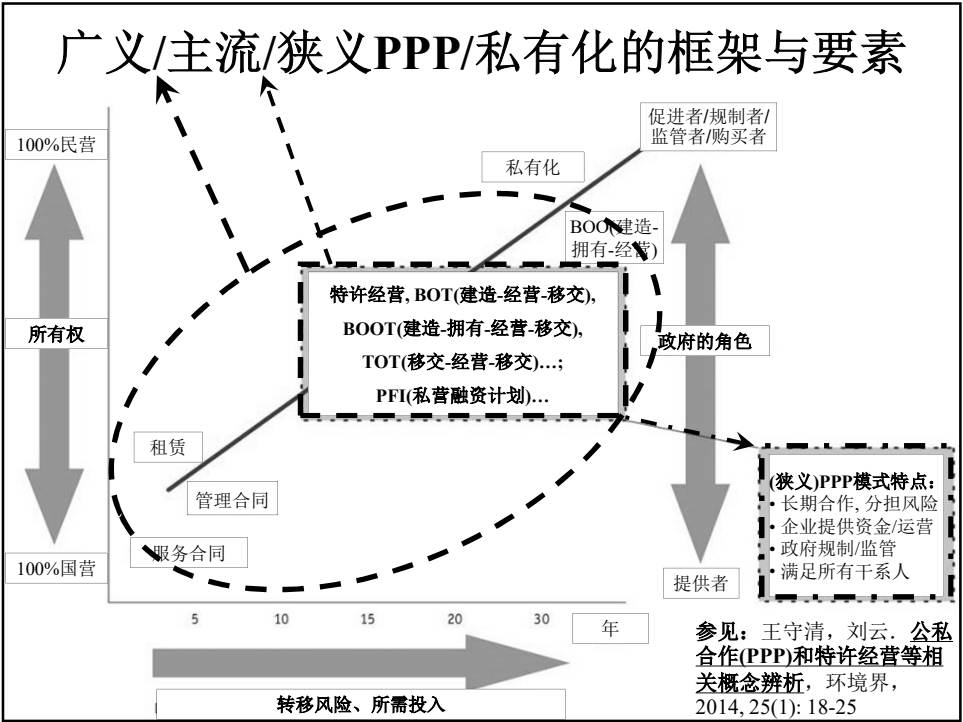 广义/主流/狭义PPP/私有化的框架与要素
促进者/规制者/
监管者/购买者
100%民营
私有化
BOO(建造-
拥有-经营)
特许经营, BOT(建造-经营-移交),
BOOT(建造-拥有-经营-移交),
TOT(移交-经营-移交)…;
PFI(私营融资计划)…
所有权
政府的角色
租赁
管理合同
服务合同
100%国营
提供者
(狭义)PPP模式特点：
• 长期合作, 分担风险
• 企业提供资金/运营
• 政府规制/监管
• 满足所有干系人
5 10 15 20 30 年
转移风险、所需投入
参见：王守清，刘云．公私
合作(PPP)和特许经营等相
关概念辨析，环境界，
2014, 25(1): 18-25